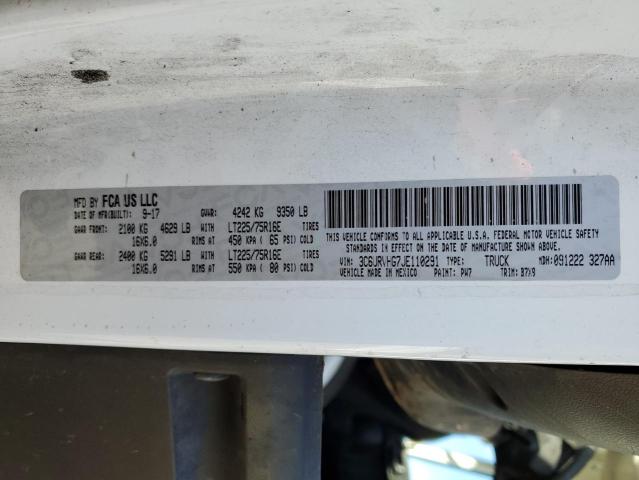 MFD BY FCA US LLC
DATE OF MFR(BUILT): 9-17 GVWR: 4242 KG 9350 LB
GAWR FRONT: 2100 KG 4629 LB WITH LT225/75R16E TIRES
16X6.0 RIMS AT 450 KPA ( 65 PSI) COLD
GAWR REAR: 2400 KG 5291 LB WITH LT225/75R16E TIRES
16X6.0 RIMS AT 550 KPA ( 80 PSI) COLD
THIS VEHICLE CONFORMS TO ALL APPLICABLE U.S.A. FEDERAL MOTOR VEHICLE SAFETY
STANDARDS IN EFFECT ON THE DATE OF MANUFACTURE SHOWN ABOVE.
VIN: 3C6URVHG7JE110291 TYPE: TRUCK MDH: 091222 327AA
VEHICLE MADE IN MEXICO PAINT: PW7 TRIM: B7X9